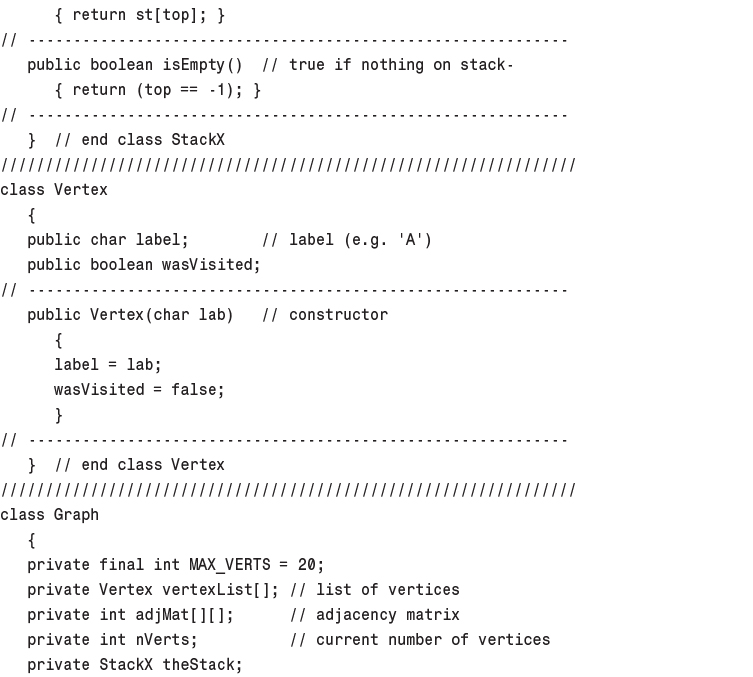 { return st[top]; }
// ------------------------------------------------------------
   public boolean isEmpty()  // true if nothing on stack-
      { return (top == -1); }
// ------------------------------------------------------------
   }  // end class StackX
////////////////////////////////////////////////////////////////
class Vertex
   {
   public char label;        // label (e.g. 'A')
   public boolean wasVisited;
// ------------------------------------------------------------
   public Vertex(char lab)   // constructor
      {
      label = lab;
      wasVisited = false;
      }
// ------------------------------------------------------------
   }  // end class Vertex
////////////////////////////////////////////////////////////////
class Graph
   {
   private final int MAX_VERTS = 20;
   private Vertex vertexList[]; // list of vertices
   private int adjMat[][];      // adjacency matrix
   private int nVerts;          // current number of vertices
   private StackX theStack;